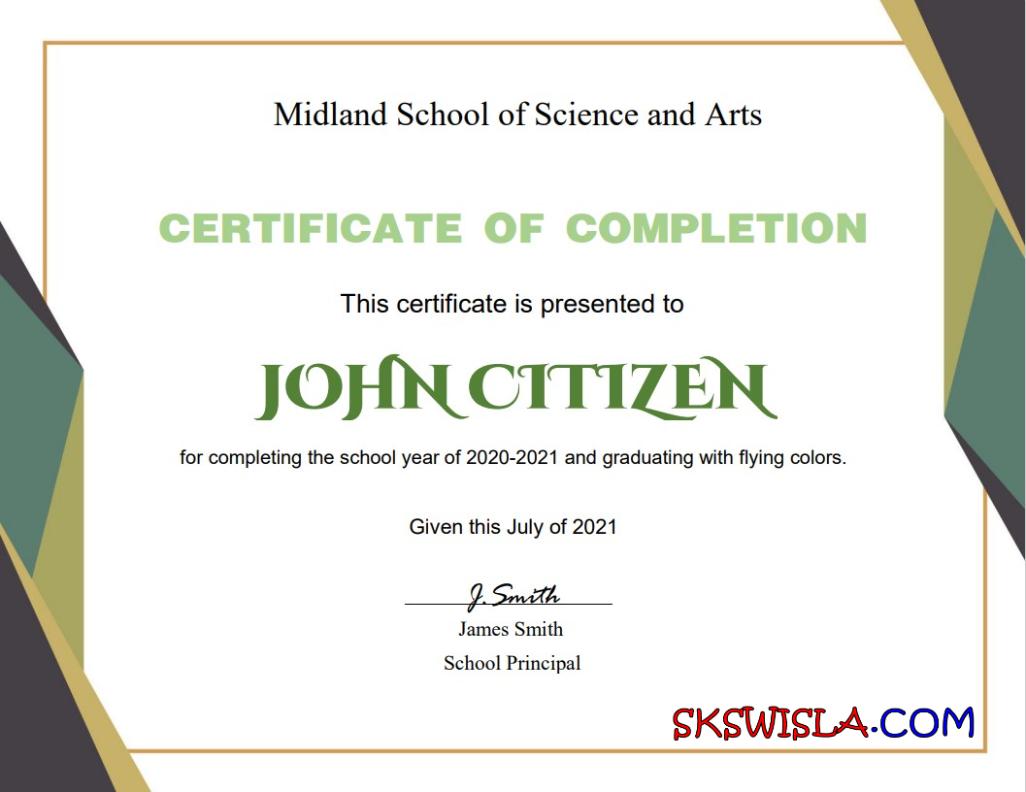 Midland School of Science and Arts
CERTIFICATE OF COMPLETION
This certificate is presented to
JOHN CITIZEN
for completing the school year of 2020-2021 and graduating with flying colors.
Given this July of 2021
J. Smith
James Smith
School Principal
SKSWISLA.COM